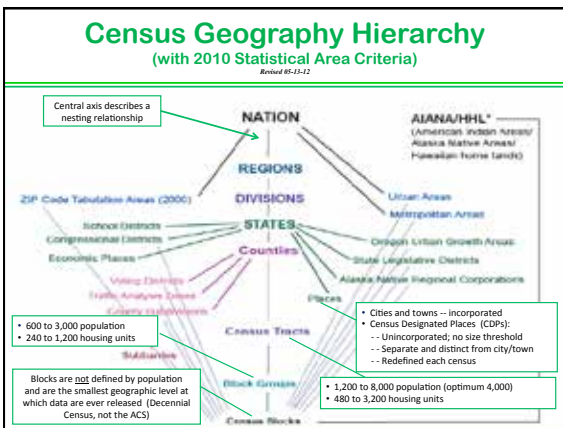 Census Geography Hierarchy
(with 2010 Statistical Area Criteria)
Revised 05-13-12
Central axis describes a
nesting relationship
NATION
AIANA/HHL*
(American Indian Areas/
Alaska Native Areas/
Hawaiian home lands)
REGIONS
ZIP Code Tabulation Areas (2000)
DIVISIONS
Urban Areas
Metropolitan Areas
School Districts
STATES
Congressional Districts
Oregon Urban Growth Areas
Economic Places
Counties
State Legislative Districts
Alaska Native Regional Corporations
Voting Districts
Places
Traffic Analysis Zones
County Subdivisions
• Cities and towns -- incorporated
• Census Designated Places (CDPs):
- - Unincorporated; no size threshold
- - Separate and distinct from city/town
- - Redefined each census
• 600 to 3,000 population
• 240 to 1,200 housing units
Census Tracts
Subbarrios
Block Groups
• 1,200 to 8,000 population (optimum 4,000)
• 480 to 3,200 housing units
Blocks are not defined by population
and are the smallest geographic level at
which data are ever released (Decennial
Census, not the ACS)
Census Blocks